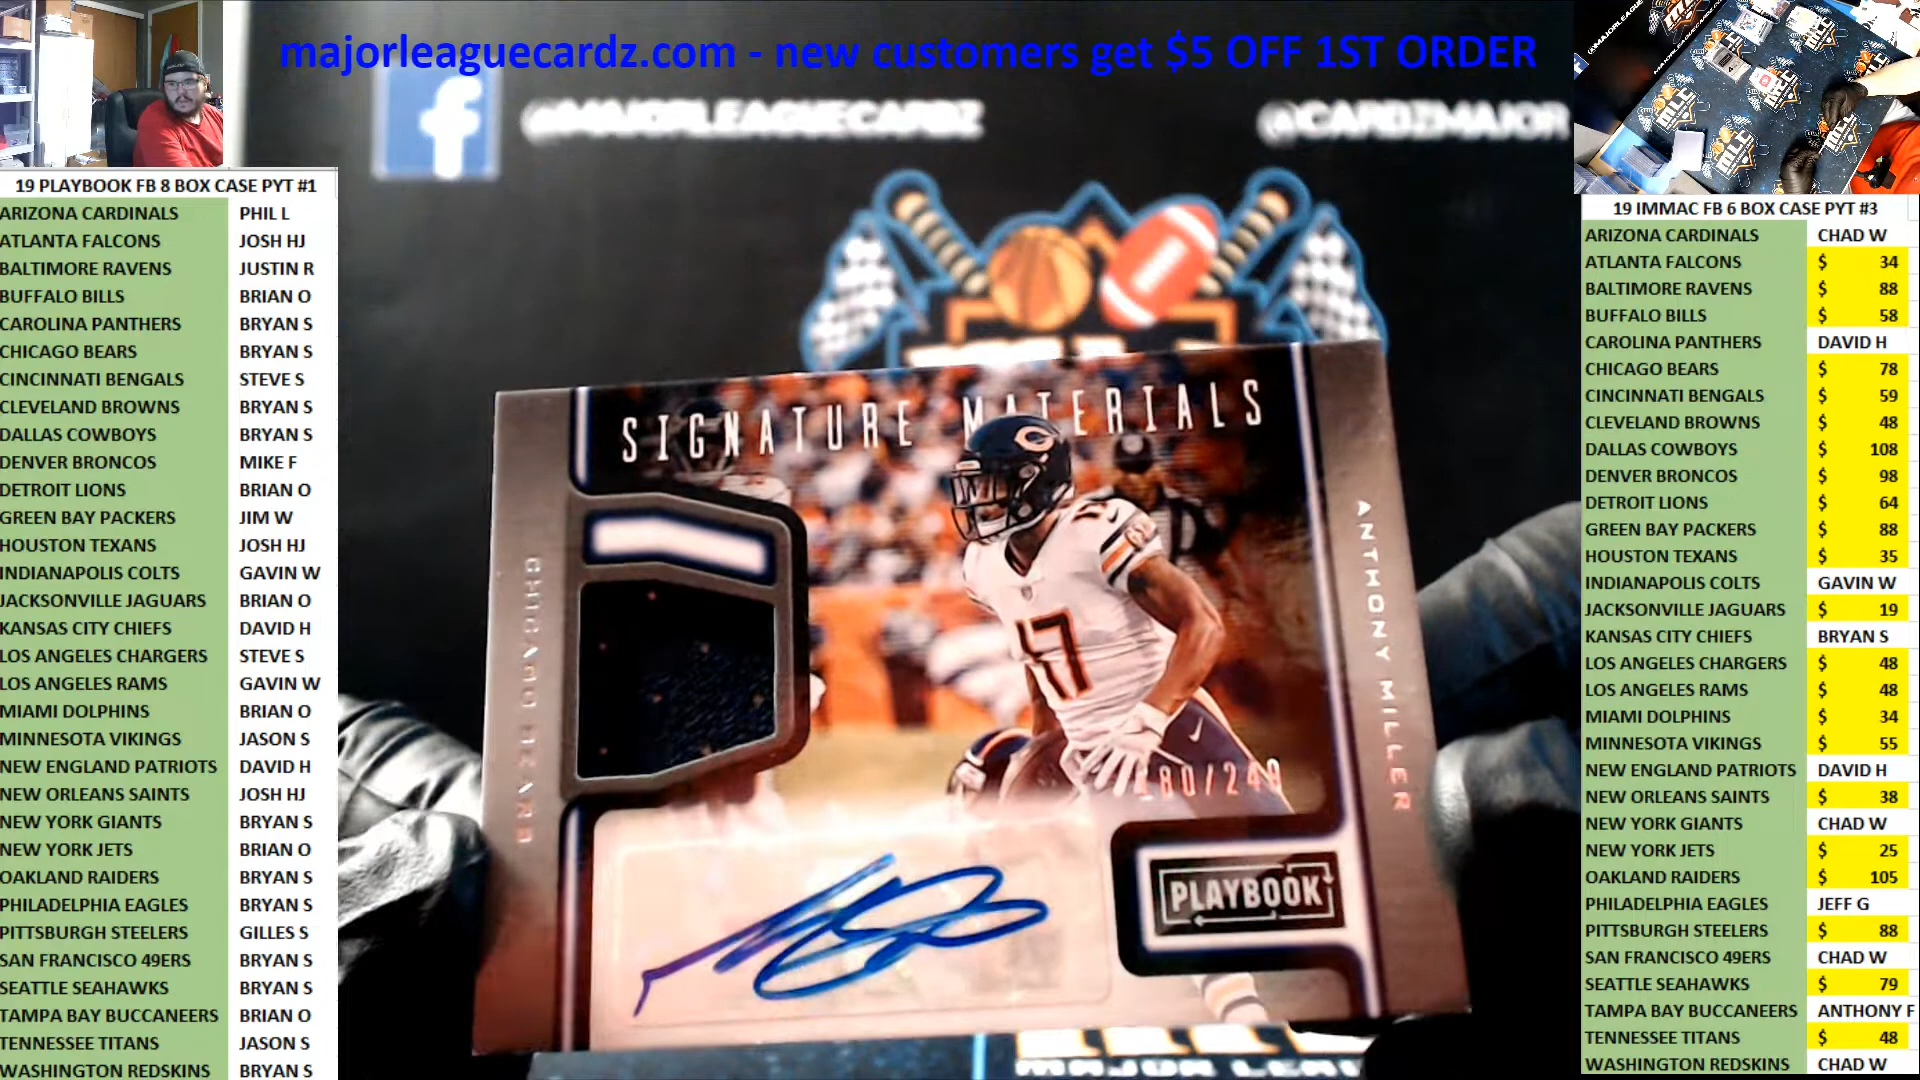 majorleaguecardz.com - new customers get $5 OFF 1ST ORDER
@MAJORLEAGUECARDZ
@CARDZMAJOR
19 PLAYBOOK FB 8 BOX CASE PYT #1
ARIZONA CARDINALS PHIL L
ATLANTA FALCONS JOSH HJ
BALTIMORE RAVENS JUSTIN R
BUFFALO BILLS BRIAN O
CAROLINA PANTHERS BRYAN S
CHICAGO BEARS BRYAN S
CINCINNATI BENGALS STEVE S
CLEVELAND BROWNS BRYAN S
DALLAS COWBOYS BRYAN S
DENVER BRONCOS MIKE F
DETROIT LIONS BRIAN O
GREEN BAY PACKERS JIM W
HOUSTON TEXANS JOSH HJ
INDIANAPOLIS COLTS GAVIN W
JACKSONVILLE JAGUARS BRIAN O
KANSAS CITY CHIEFS DAVID H
LOS ANGELES CHARGERS STEVE S
LOS ANGELES RAMS GAVIN W
MIAMI DOLPHINS BRIAN O
MINNESOTA VIKINGS JASON S
NEW ENGLAND PATRIOTS DAVID H
NEW ORLEANS SAINTS JOSH HJ
NEW YORK GIANTS BRYAN S
NEW YORK JETS BRIAN O
OAKLAND RAIDERS BRYAN S
PHILADELPHIA EAGLES BRYAN S
PITTSBURGH STEELERS GILLES S
SAN FRANCISCO 49ERS BRYAN S
SEATTLE SEAHAWKS BRYAN S
TAMPA BAY BUCCANEERS BRIAN O
TENNESSEE TITANS JASON S
WASHINGTON REDSKINS BRYAN S
SIGNATURE MATERIALS
CHICAGO BEARS
17
ANTHONY MILLER
PLAYBOOK
MLC
MLC
MLC
19 IMMAC FB 6 BOX CASE PYT #3
ARIZONA CARDINALS CHAD W
ATLANTA FALCONS $ 34
BALTIMORE RAVENS $ 88
BUFFALO BILLS $ 58
CAROLINA PANTHERS DAVID H
CHICAGO BEARS $ 78
CINCINNATI BENGALS $ 59
CLEVELAND BROWNS $ 48
DALLAS COWBOYS $ 108
DENVER BRONCOS $ 98
DETROIT LIONS $ 64
GREEN BAY PACKERS $ 88
HOUSTON TEXANS $ 35
INDIANAPOLIS COLTS GAVIN W
JACKSONVILLE JAGUARS $ 19
KANSAS CITY CHIEFS BRYAN S
LOS ANGELES CHARGERS $ 48
LOS ANGELES RAMS $ 48
MIAMI DOLPHINS $ 34
MINNESOTA VIKINGS $ 55
NEW ENGLAND PATRIOTS DAVID H
NEW ORLEANS SAINTS $ 38
NEW YORK GIANTS CHAD W
NEW YORK JETS $ 25
OAKLAND RAIDERS $ 105
PHILADELPHIA EAGLES JEFF G
PITTSBURGH STEELERS $ 88
SAN FRANCISCO 49ERS CHAD W
SEATTLE SEAHAWKS $ 79
TAMPA BAY BUCCANEERS ANTHONY F
TENNESSEE TITANS $ 48
WASHINGTON REDSKINS CHAD W